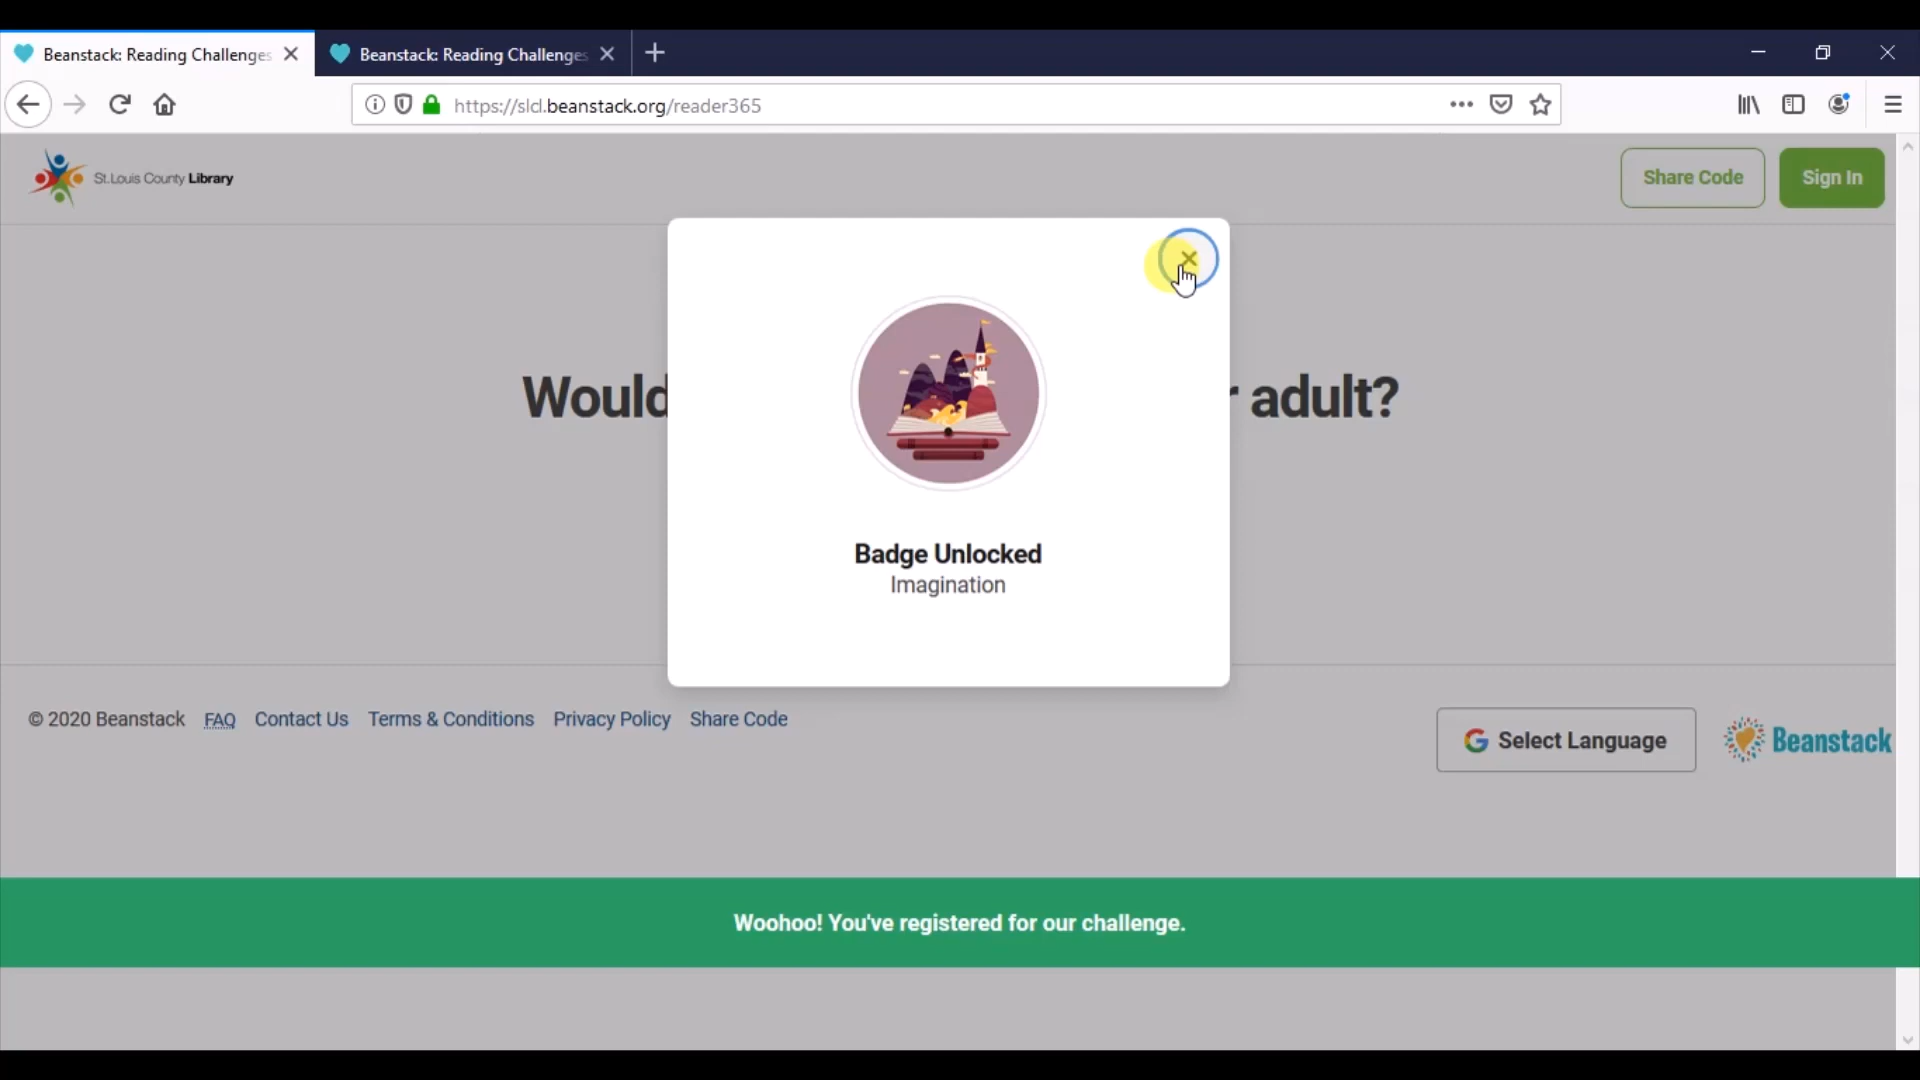 Beanstack: Reading Challenges
Beanstack: Reading Challenges
https://slcl.beanstack.org/reader365
St. Louis County Library
Share Code
Sign In
Would
adult?
Badge Unlocked
Imagination
© 2020 Beanstack FAQ Contact Us Terms & Conditions Privacy Policy Share Code
Select Language
Beanstack
Woohoo! You've registered for our challenge.